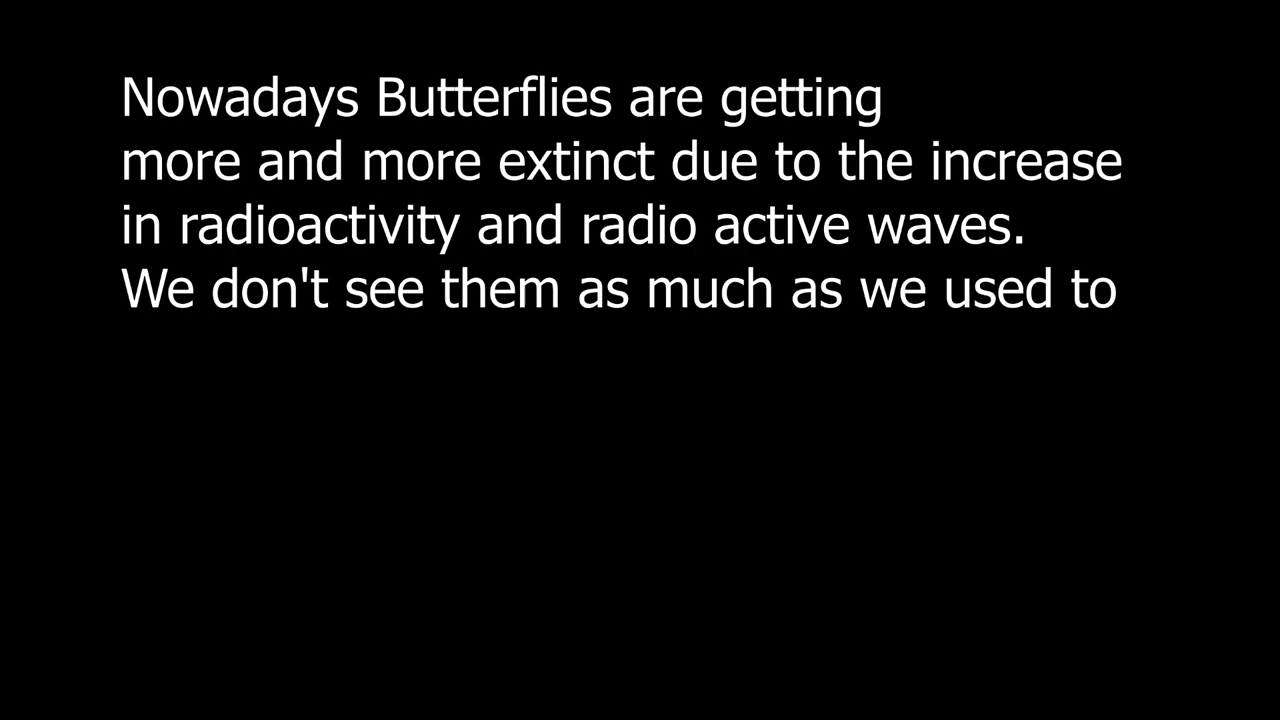 Nowadays Butterflies are getting
more and more extinct due to the increase
in radioactivity and radio active waves.
We don't see them as much as we used to